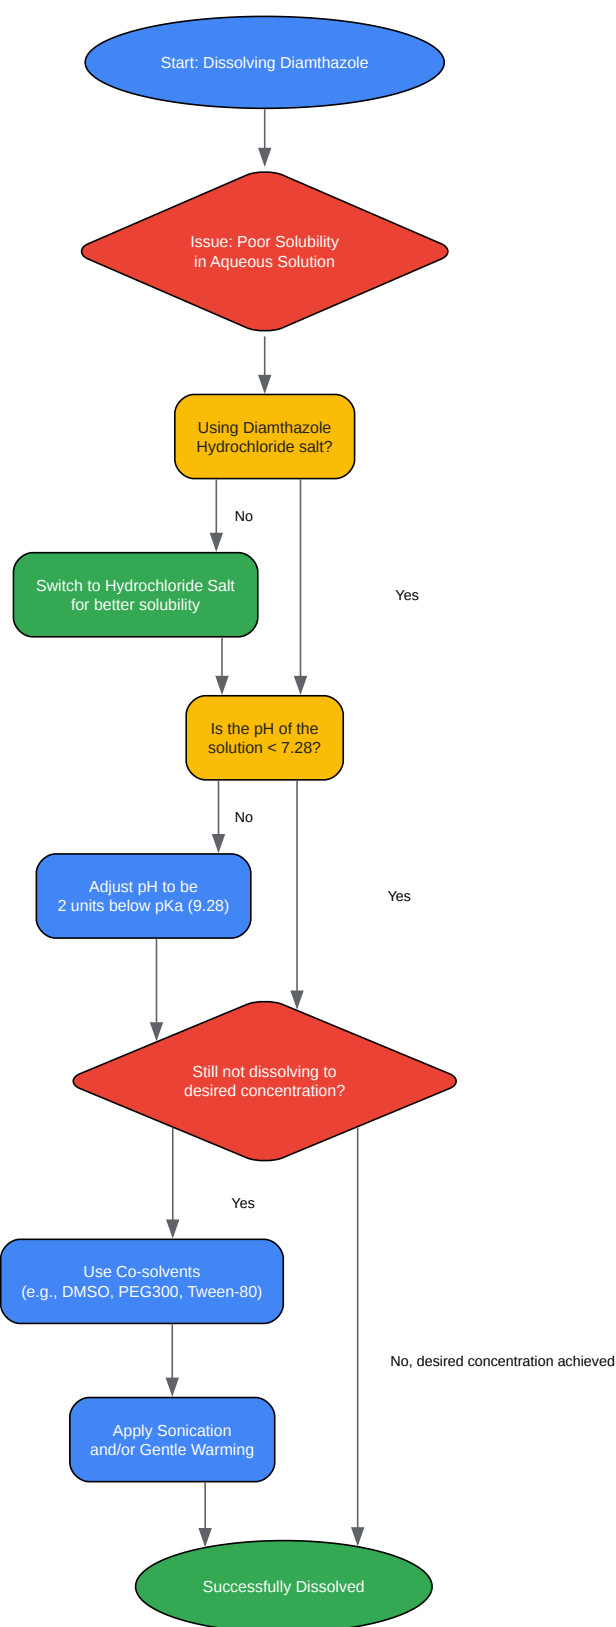 Start: Dissolving Diamthazole
Issue: Poor Solubility
in Aqueous Solution
Using Diamthazole
Hydrochloride salt?
No
Switch to Hydrochloride Salt
for better solubility
Yes
Is the pH of the
solution < 7.28?
No
Adjust pH to be
2 units below pKa (9.28)
Yes
Still not dissolving to
desired concentration?
Yes
Use Co-solvents
(e.g., DMSO, PEG300, Tween-80)
No, desired concentration achieved
Apply Sonication
and/or Gentle Warming
Successfully Dissolved